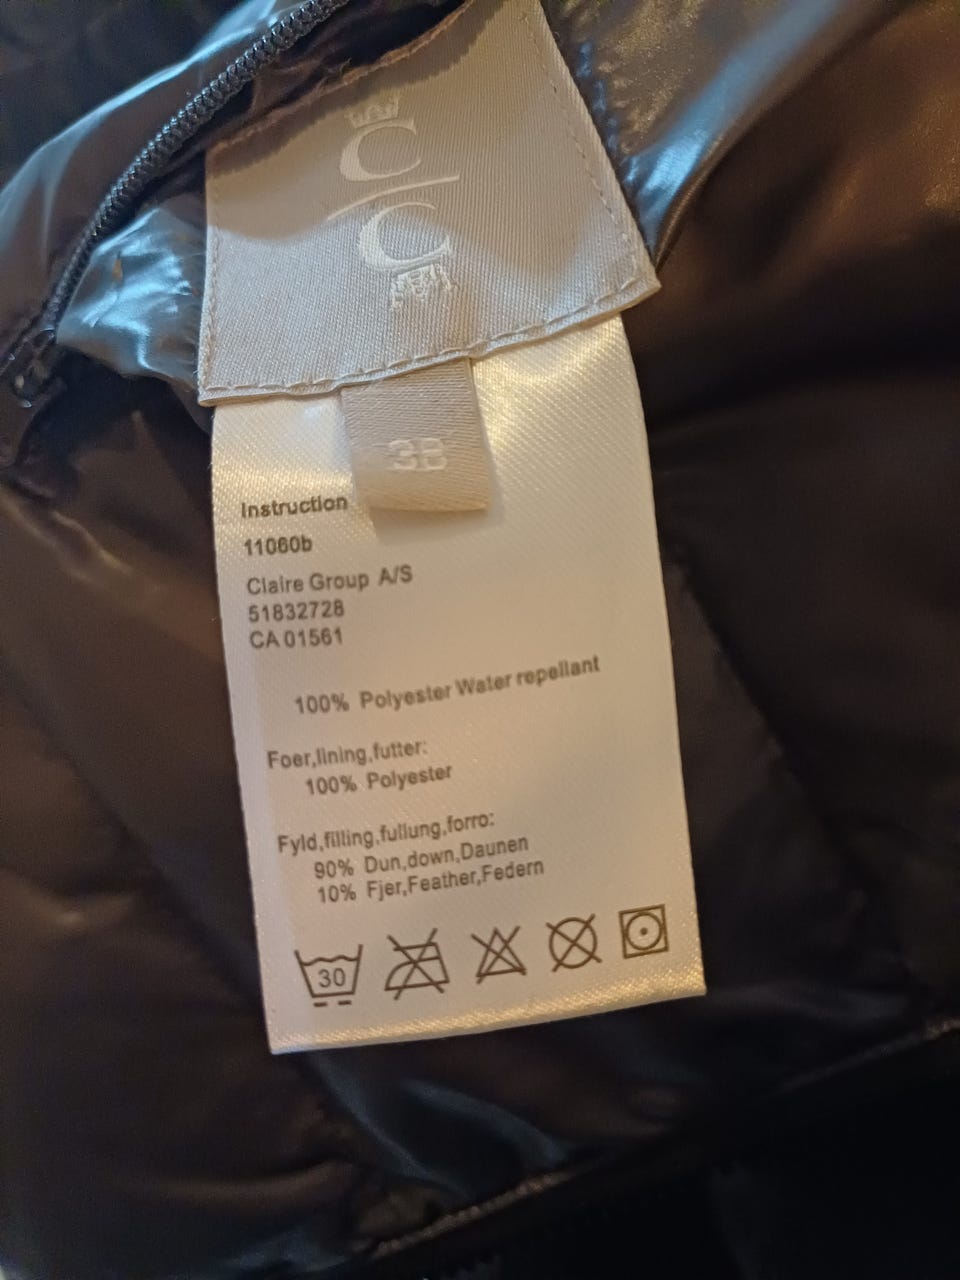 C
C
38
Instruction
11060b
Claire Group A/S
51832728
CA 01561
100% Polyester Water repellant
Foer,lining,futter:
100% Polyester
Fyld,filling,fullung,forro:
90% Dun,down,Daunen
10% Fjer,Feather,Federn
30